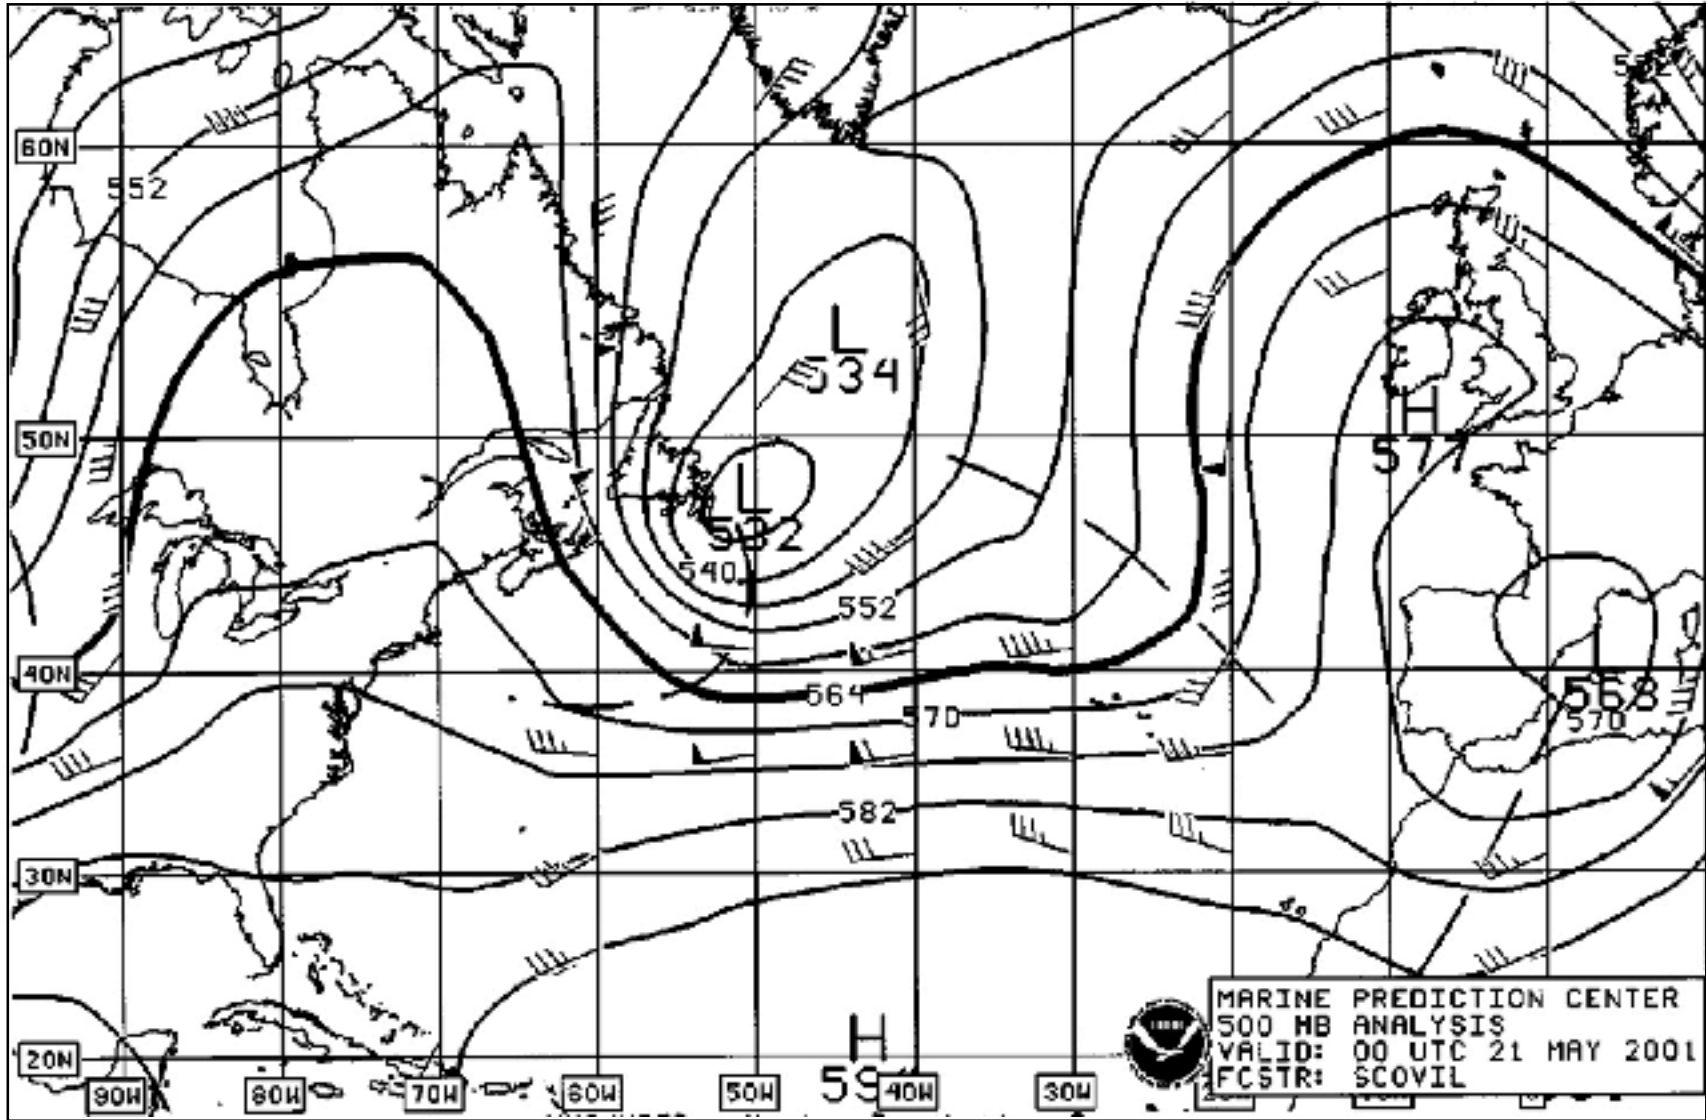 60N
552
L
534
50N
H
577
L
532
540
552
40N
564
L
568
570
570
582
30N
MARINE PREDICTION CENTER
500 MB ANALYSIS
VALID: 00 UTC 21 MAY 2001
FCSTR: SCOVIL
H
20N
90W
80W
70W
60W
50W
40W
30W